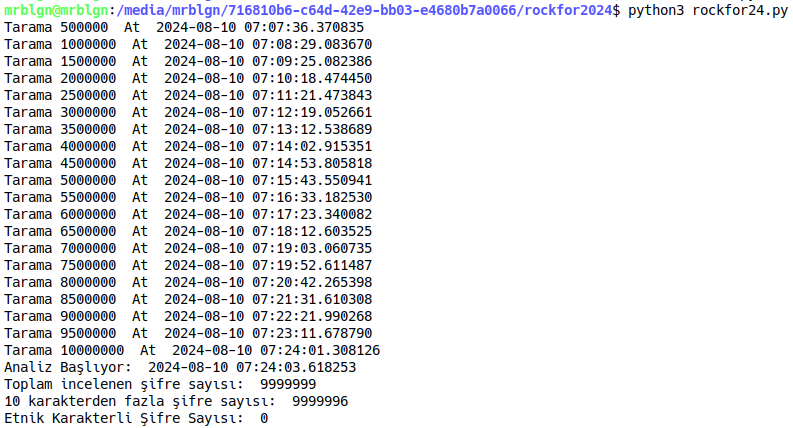 mrblgn@mrblgn:/media/mrblgn/716810b6-c64d-42e9-bb03-e4680b7a0066/rockfor2024$ python3 rockfor24.py
Tarama 500000  At  2024-08-10 07:07:36.370835
Tarama 1000000  At  2024-08-10 07:08:29.083670
Tarama 1500000  At  2024-08-10 07:09:25.082386
Tarama 2000000  At  2024-08-10 07:10:18.474450
Tarama 2500000  At  2024-08-10 07:11:21.473843
Tarama 3000000  At  2024-08-10 07:12:19.052661
Tarama 3500000  At  2024-08-10 07:13:12.538689
Tarama 4000000  At  2024-08-10 07:14:02.915351
Tarama 4500000  At  2024-08-10 07:14:53.805818
Tarama 5000000  At  2024-08-10 07:15:43.550941
Tarama 5500000  At  2024-08-10 07:16:33.182530
Tarama 6000000  At  2024-08-10 07:17:23.340082
Tarama 6500000  At  2024-08-10 07:18:12.603525
Tarama 7000000  At  2024-08-10 07:19:03.060735
Tarama 7500000  At  2024-08-10 07:19:52.611487
Tarama 8000000  At  2024-08-10 07:20:42.265398
Tarama 8500000  At  2024-08-10 07:21:31.610308
Tarama 9000000  At  2024-08-10 07:22:21.990268
Tarama 9500000  At  2024-08-10 07:23:11.678790
Tarama 10000000  At  2024-08-10 07:24:01.308126
Analiz Başlıyor:  2024-08-10 07:24:03.618253
Toplam incelenen şifre sayısı:  9999999
10 karakterden fazla şifre sayısı:  9999996
Etnik Karakterli Şifre Sayısı:  0